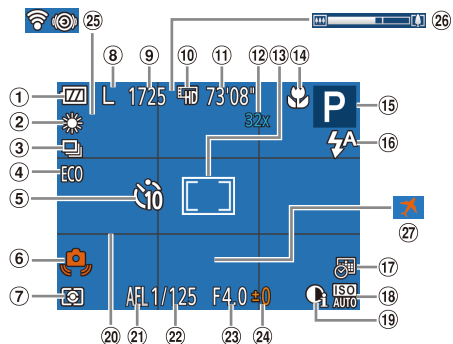 ㉕
㉖
⑧ ⑨ ⑩ ⑪ ⑫ ⑬ ⑭
① L 1725 HD 73'08" P ⑮
② 32x
③ A ⑯
④ ECO
⑤ 10
㉗
⑥
⑰
⑦ AFL 1/125 F4.0 ±0 i ISO AUTO ⑱
⑲
⑳ ㉑ ㉒ ㉓ ㉔